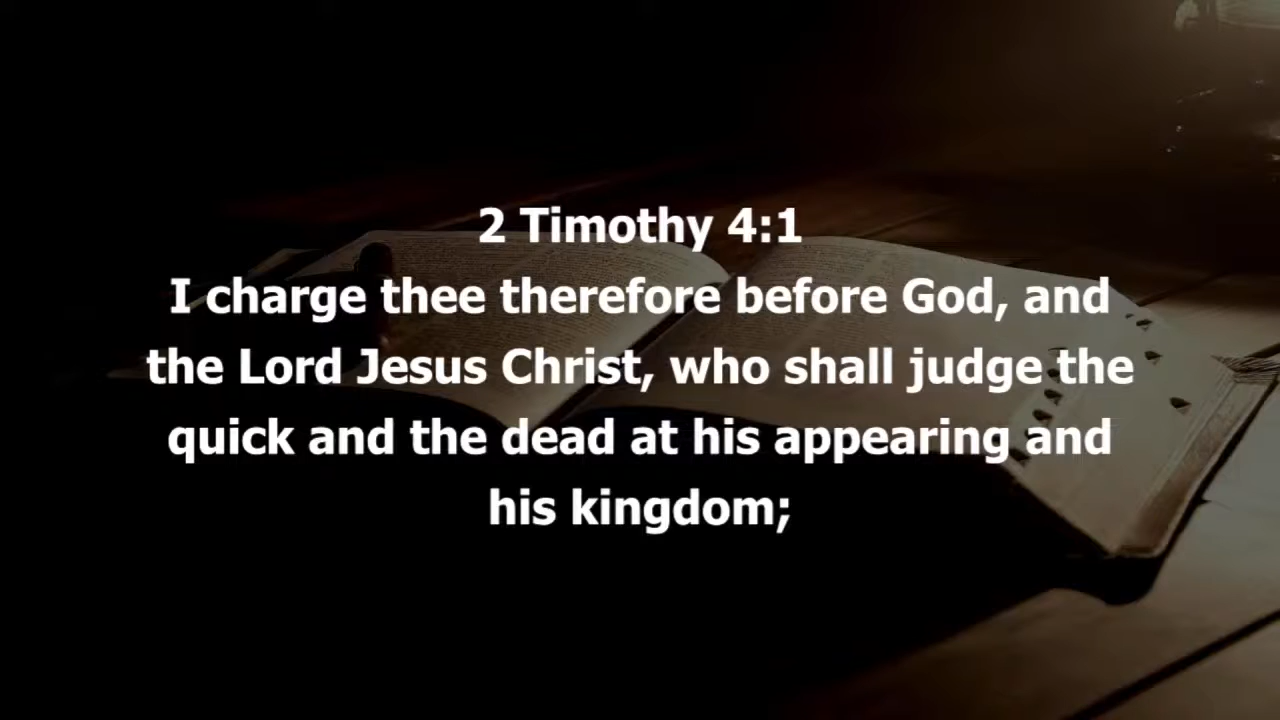 2 Timothy 4:1
I charge thee therefore before God, and
the Lord Jesus Christ, who shall judge the
quick and the dead at his appearing and
his kingdom;